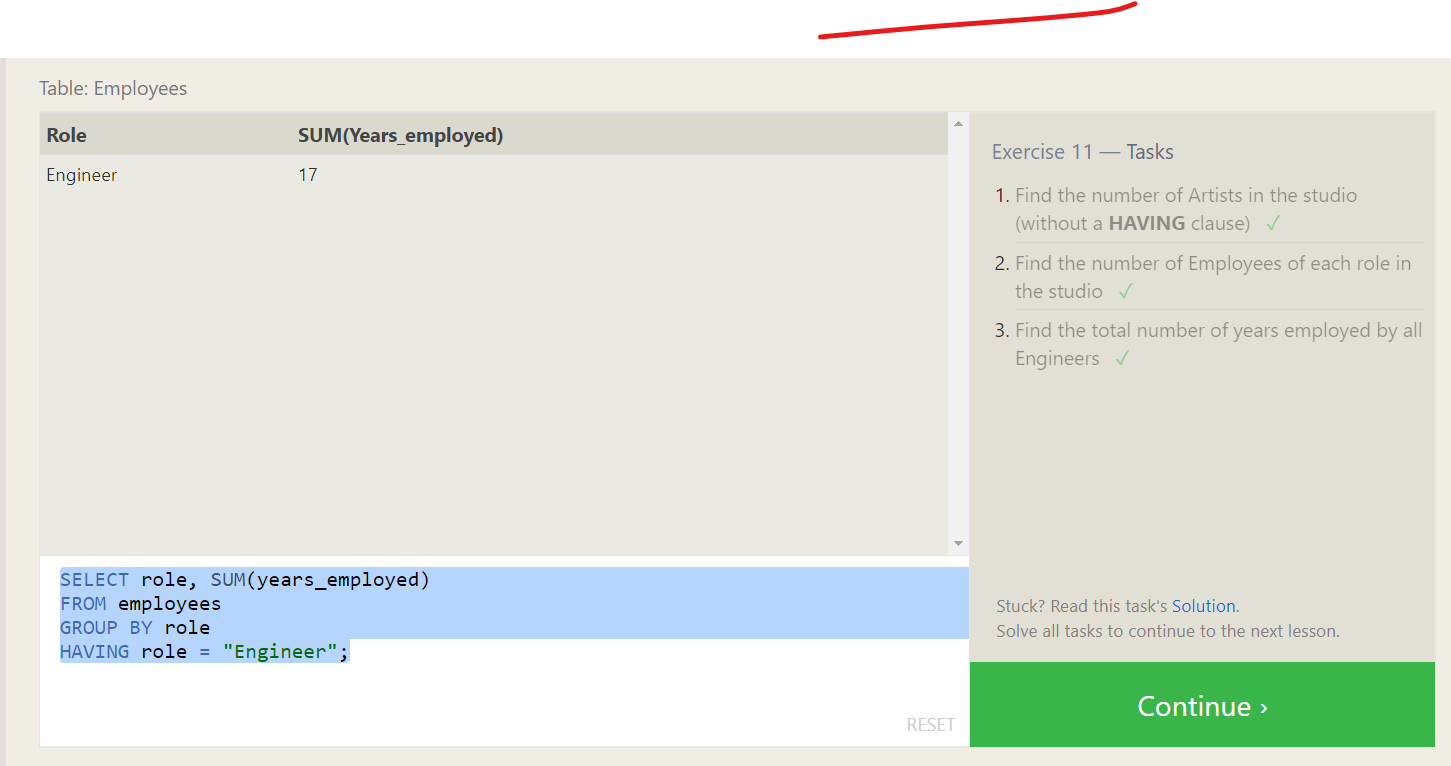 Table: Employees
Role SUM(Years_employed)
Engineer 17
SELECT role, SUM(years_employed)
FROM employees
GROUP BY role
HAVING role = "Engineer";
RESET
Exercise 11 — Tasks
1. Find the number of Artists in the studio
(without a HAVING clause) ✓
2. Find the number of Employees of each role in
the studio ✓
3. Find the total number of years employed by all
Engineers ✓
Stuck? Read this task's Solution.
Solve all tasks to continue to the next lesson.
Continue ›